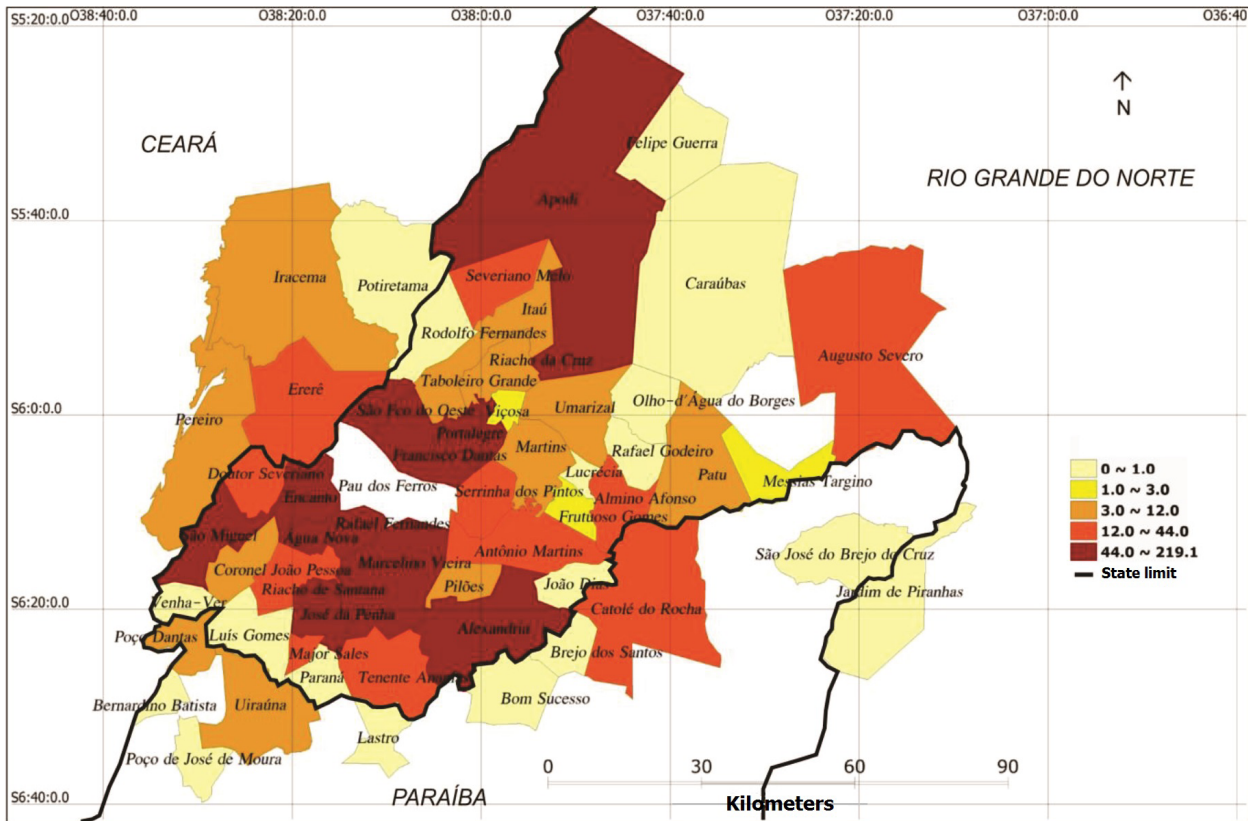 O38:40:0.0 O38:20:0.0 O38:00:0.0 O37:40:0.0 O37:20:0.0 O37:0:0.0 O36:40
S5:20:0.0
N
CEARÁ
Felipe Guerra
RIO GRANDE DO NORTE
Apodi
S5:40:0.0
Iracema
Severiano Melo
Potiretama
Caraúbas
Itaú
Rodolfo Fernandes
Augusto Severo
Riacho da Cruz
Taboleiro Grande
Ererê
Olho-d'Água do Borges
São Fco do Oeste
Viçosa
Umarizal
S6:0:0.0
Pereiro
Portalegre
Martins
Rafael Godeiro
Francisco Dantas
Doutor Severiano
Lucrécia
Patu
Messias Targino
Pau dos Ferros
Serrinha dos Pintos
Encanto
Almino Afonso
Frutuoso Gomes
Rafael Fernandes
São Miguel
Água Nova
Antônio Martins
São José do Brejo do Cruz
Marcelino Vieira
Coronel João Pessoa
Pilões
João Dias
Riacho de Santana
Jardim de Piranhas
Venha-Ver
S6:20:0.0
Catolé do Rocha
José da Penha
Alexandria
Poço Dantas
Luís Gomes
Major Sales
Brejo dos Santos
Paraná
Tenente Ananias
Bom Sucesso
Bernardino Batista
Uiraúna
Lastro
Poço de José de Moura
0 ~ 1.0
1.0 ~ 3.0
3.0 ~ 12.0
12.0 ~ 44.0
44.0 ~ 219.1
State limit
0 30 60 90
PARAÍBA
Kilometers
S6:40:0.0